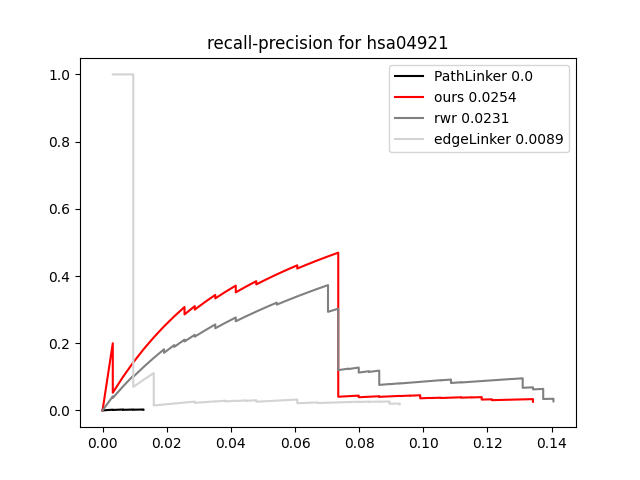 recall-precision for hsa04921
PathLinker 0.0
ours 0.0254
rwr 0.0231
edgeLinker 0.0089
1.0
0.8
0.6
0.4
0.2
0.0
0.00 0.02 0.04 0.06 0.08 0.10 0.12 0.14